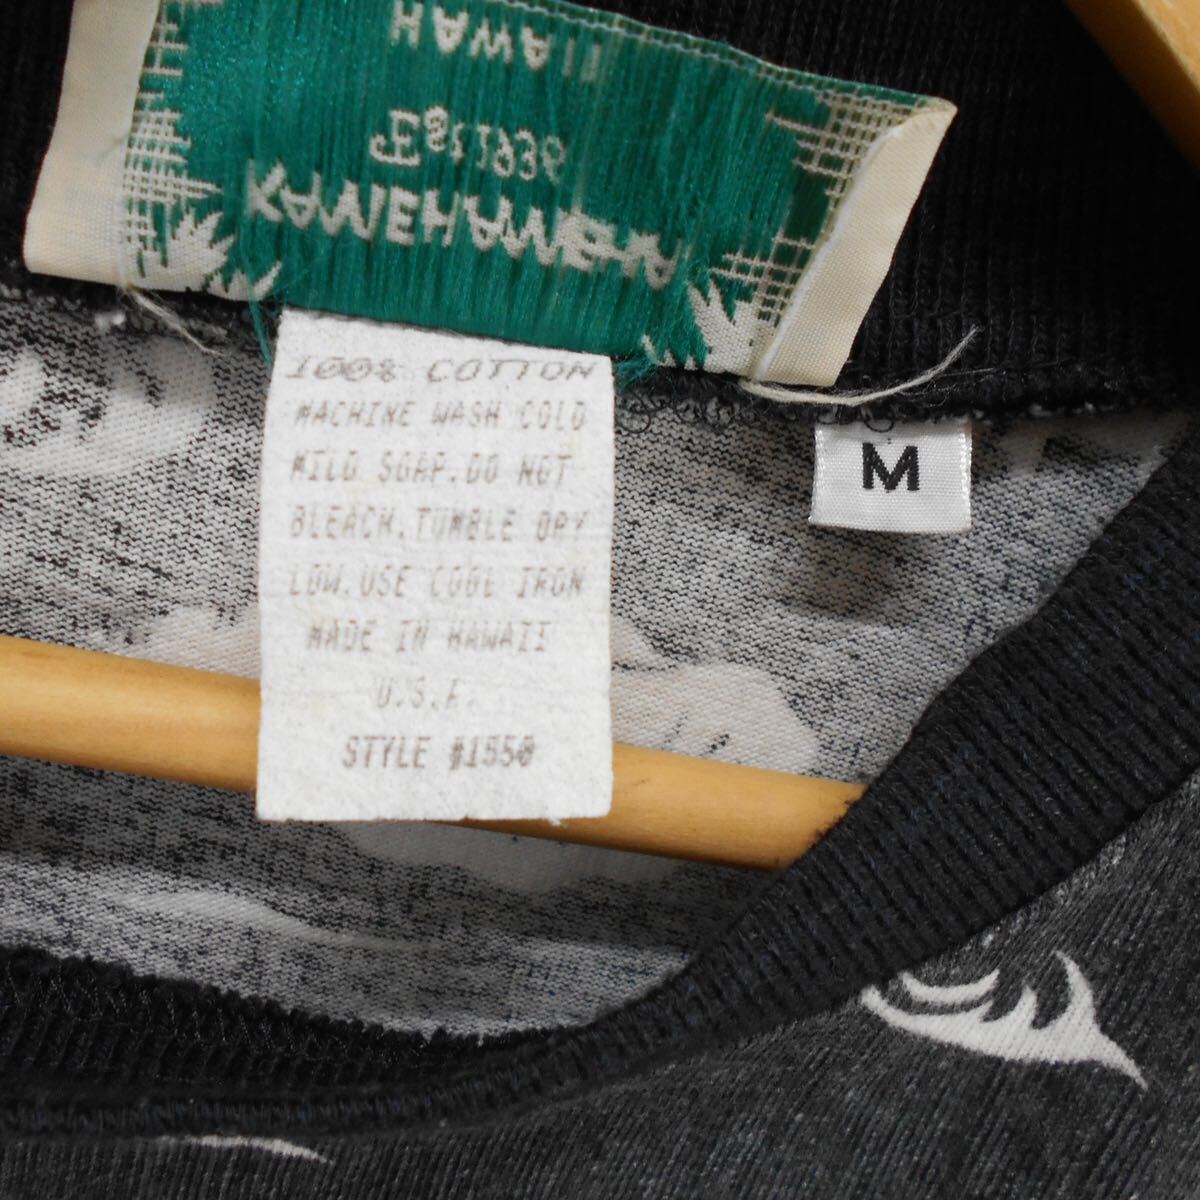 HAWAII
Est 1936
KAMEHAMEHA
100% COTTON
MACHINE WASH COLD
MILD SOAP.DO NOT
BLEACH.TUMBLE DRY
LOW.USE COOL IRON
MADE IN HAWAII
U.S.A.
STYLE #1550
M